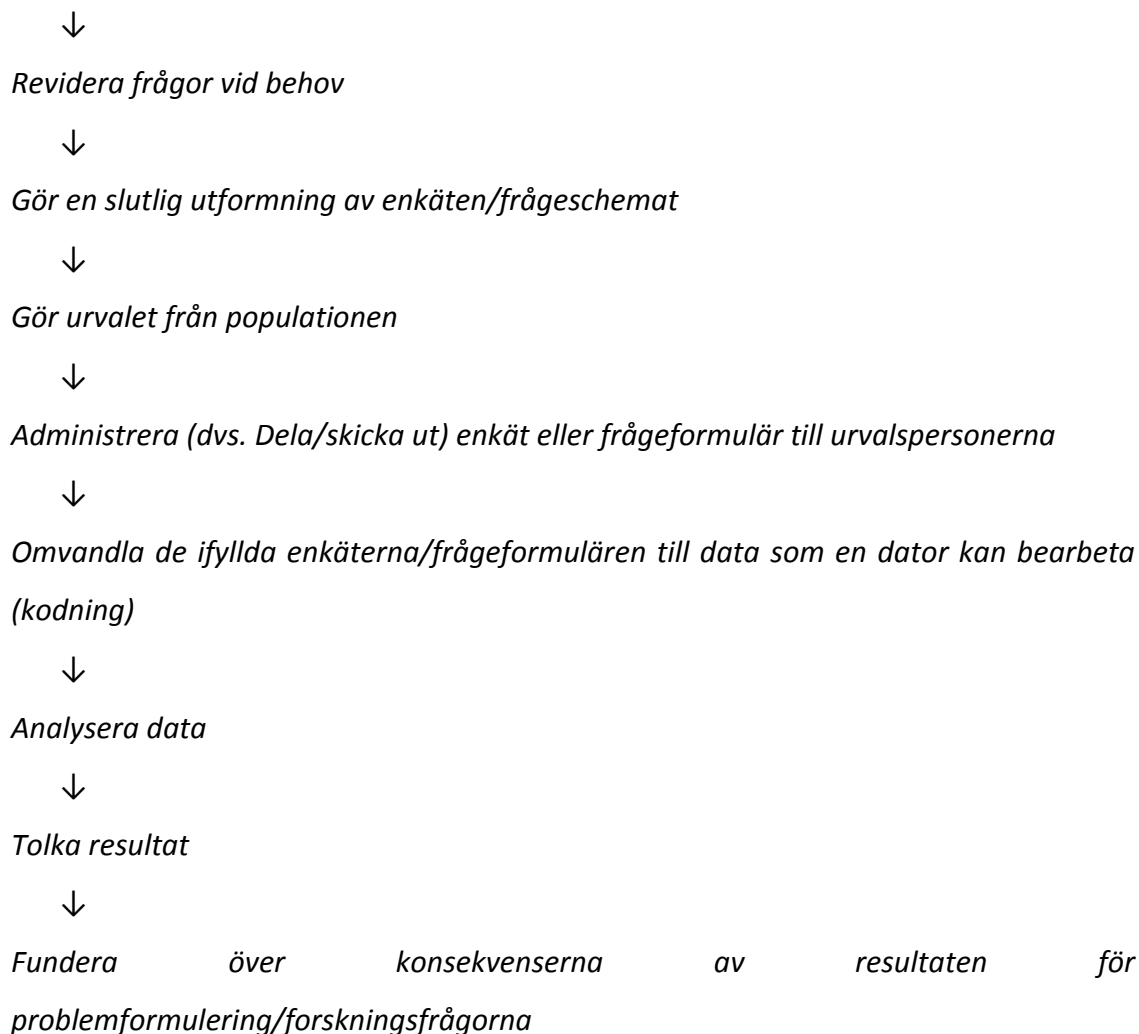 ↓
Revidera frågor vid behov
↓
Gör en slutlig utformning av enkäten/frågeschemat
↓
Gör urvalet från populationen
↓
Administrera (dvs. Dela/skicka ut) enkät eller frågeformulär till urvalspersonerna
↓
Omvandla de ifyllda enkäterna/frågeformulären till data som en dator kan bearbeta
(kodning)
↓
Analysera data
↓
Tolka resultat
↓
Fundera över konsekvenserna av resultaten för
problemformulering/forskningsfrågorna